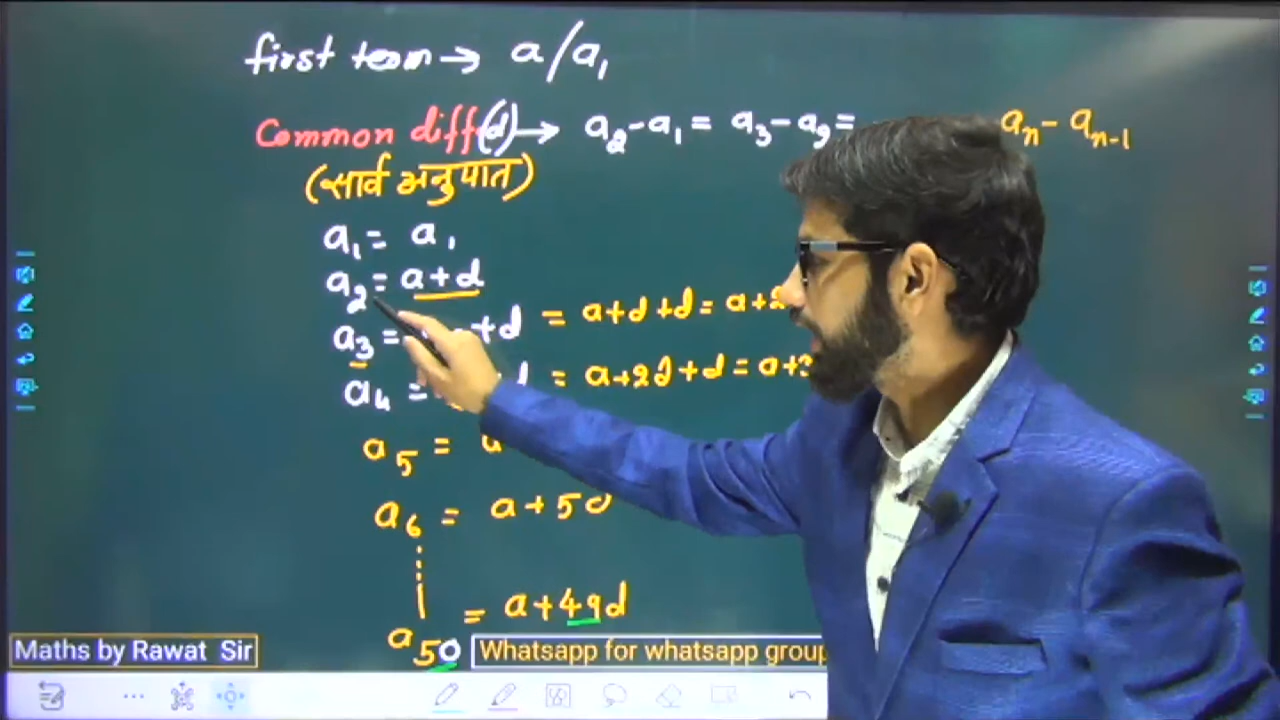 first term → a/a₁
Common diff(d) → a₂-a₁ = a₃-a₂= aₙ - aₙ₋₁
(सार्व अनुपात)
a₁= a₁
a₂= a+d
a₃= +d = a+d+d= a+2
a₄ = d = a+2d+d=a+3
a₅ = a
a₆ = a+5d
a₅₀ = a+49d
Maths by Rawat Sir
Whatsapp for whatsapp group